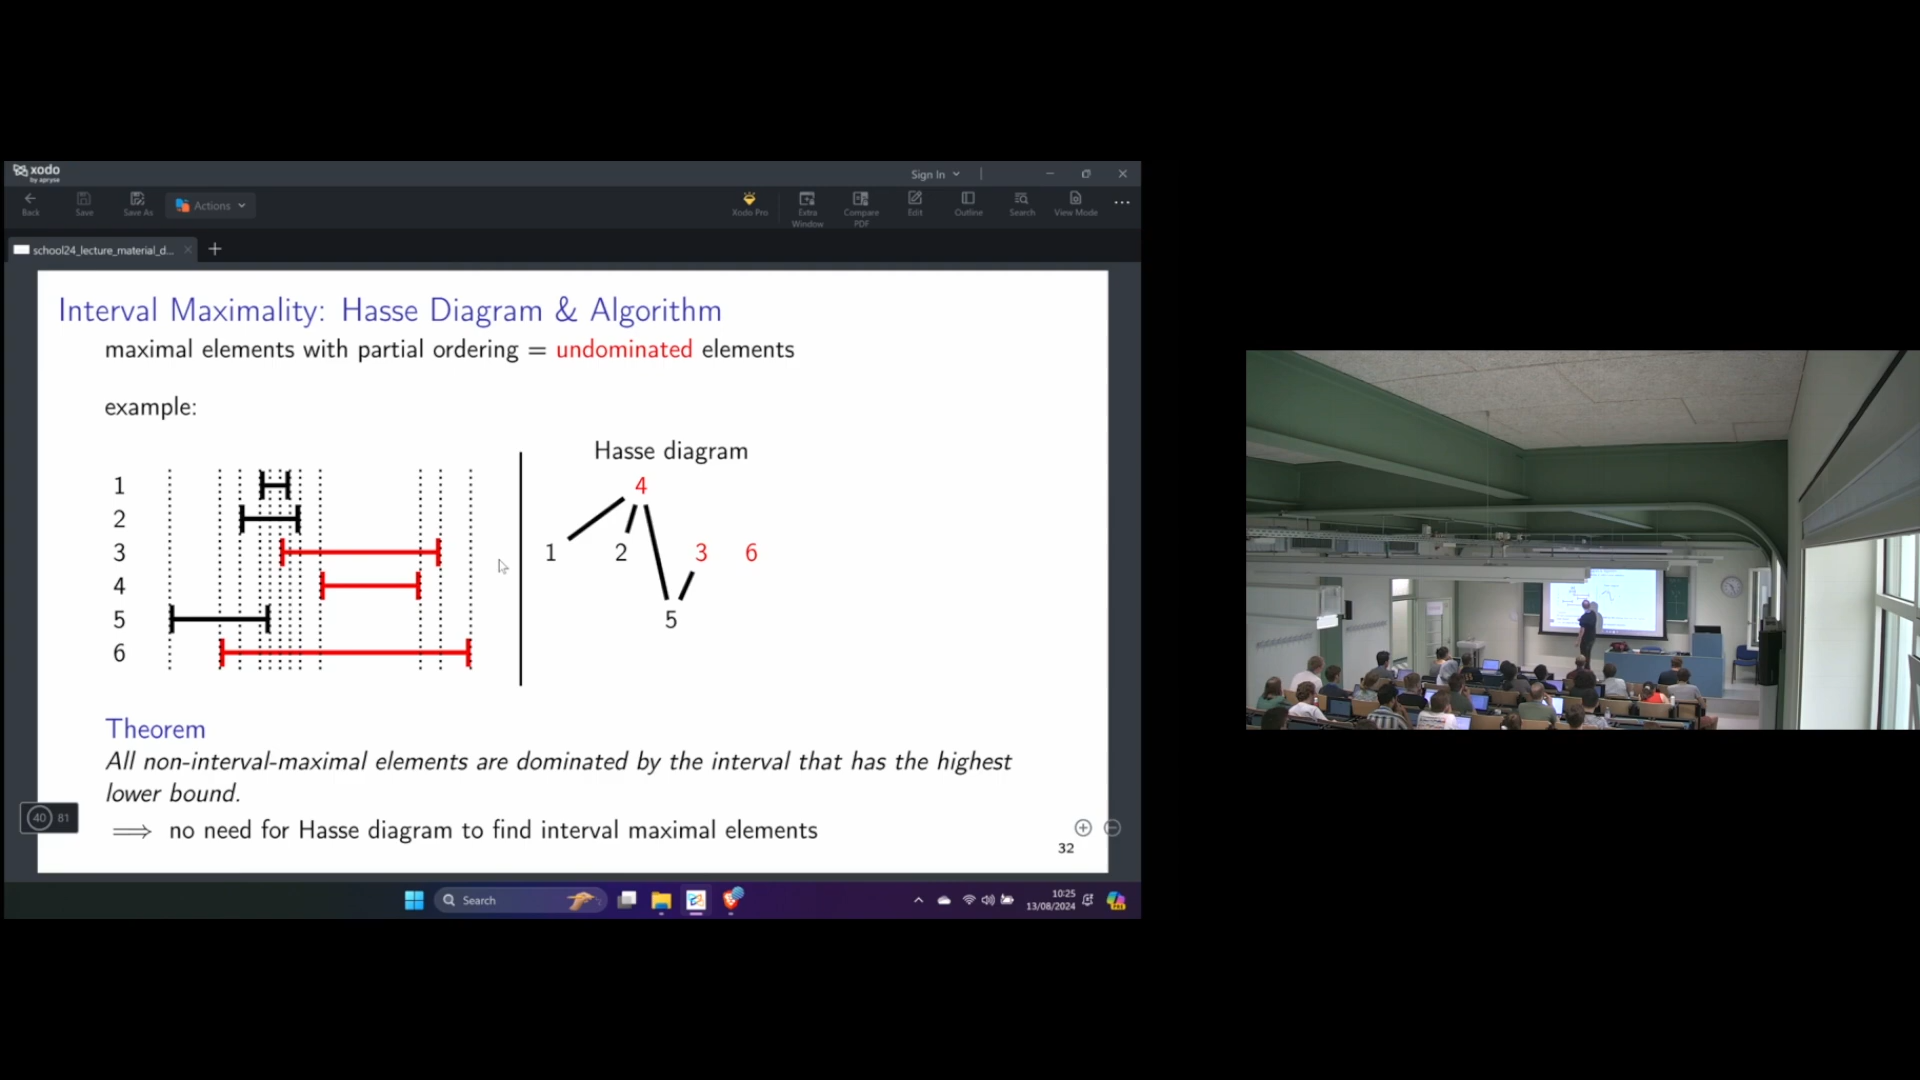 xodo
by apryse
Sign In
Back
Save
Save As
Actions
Xodo Pro
Extra Window
Compare PDF
Edit
Outline
Search
View Mode
school24_lecture_material_d...
Interval Maximality: Hasse Diagram & Algorithm
maximal elements with partial ordering = undominated elements
example:
1
2
3
4
5
6
Hasse diagram
4
1 2 3 6
5
Theorem
All non-interval-maximal elements are dominated by the interval that has the highest
lower bound.
⟹ no need for Hasse diagram to find interval maximal elements
40 81
32
Search
10:25
13/08/2024